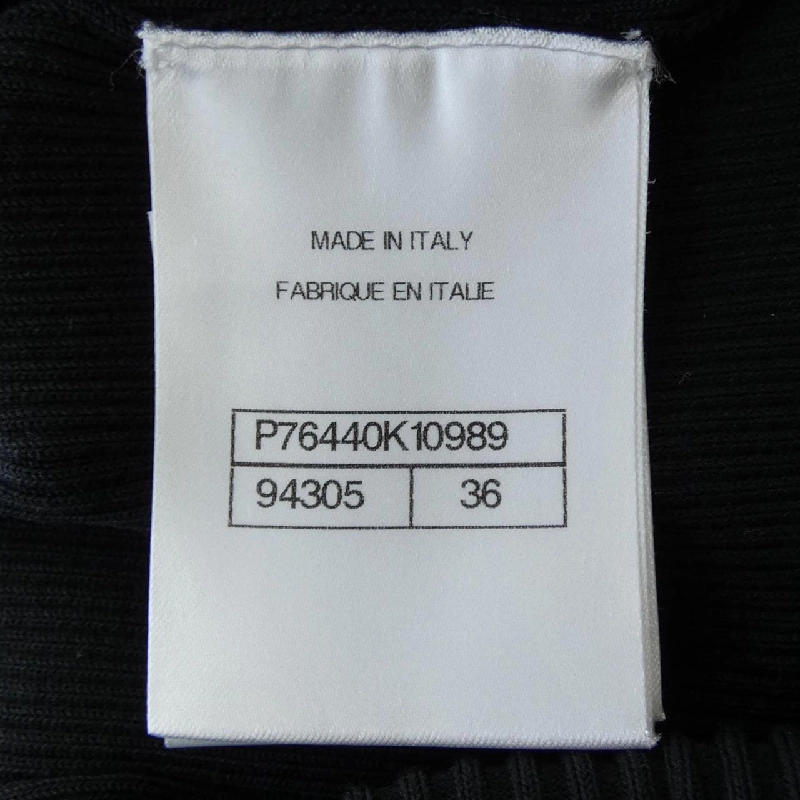 MADE IN ITALY
FABRIQUE EN ITALIE
P76440K10989
94305 36